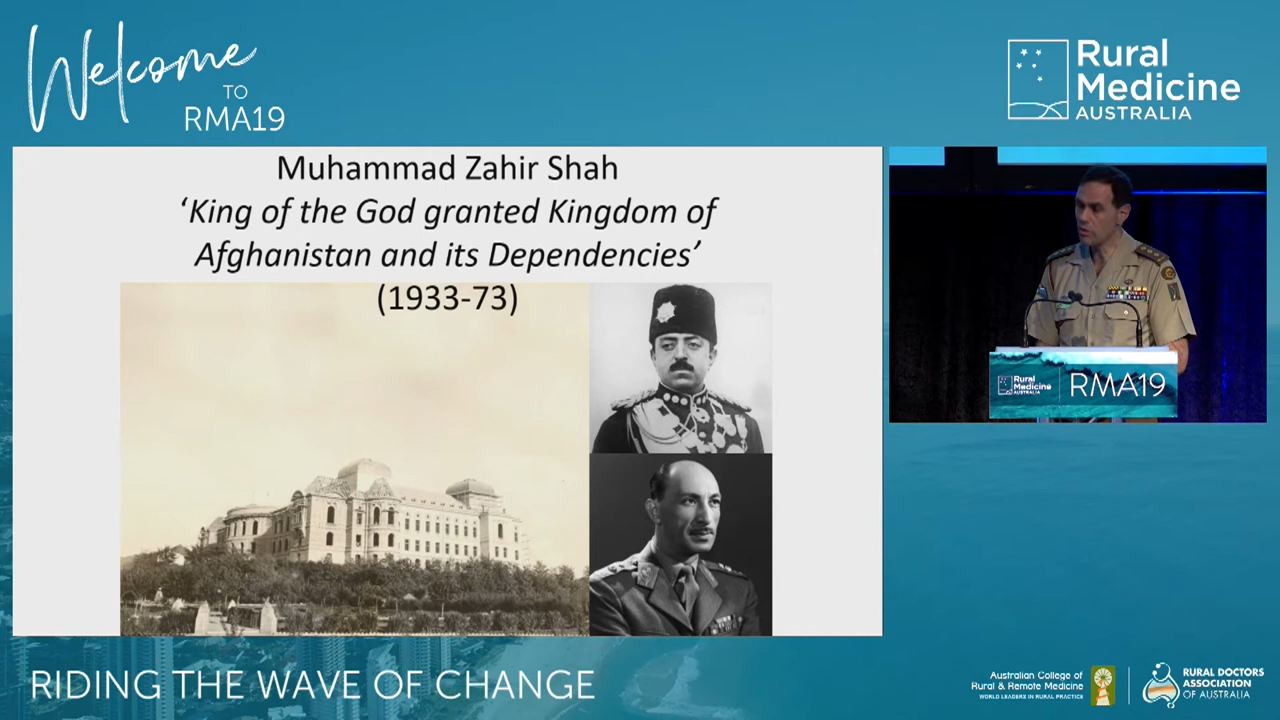 Welcome
TO
RMA19
Rural
Medicine
AUSTRALIA
Muhammad Zahir Shah
‘King of the God granted Kingdom of
Afghanistan and its Dependencies’
(1933-73)
Rural
Medicine
AUSTRALIA
RMA19
RIDING THE WAVE OF CHANGE
Australian College of
Rural & Remote Medicine
WORLD LEADERS IN RURAL PRACTICE
RURAL DOCTORS
ASSOCIATION
OF AUSTRALIA